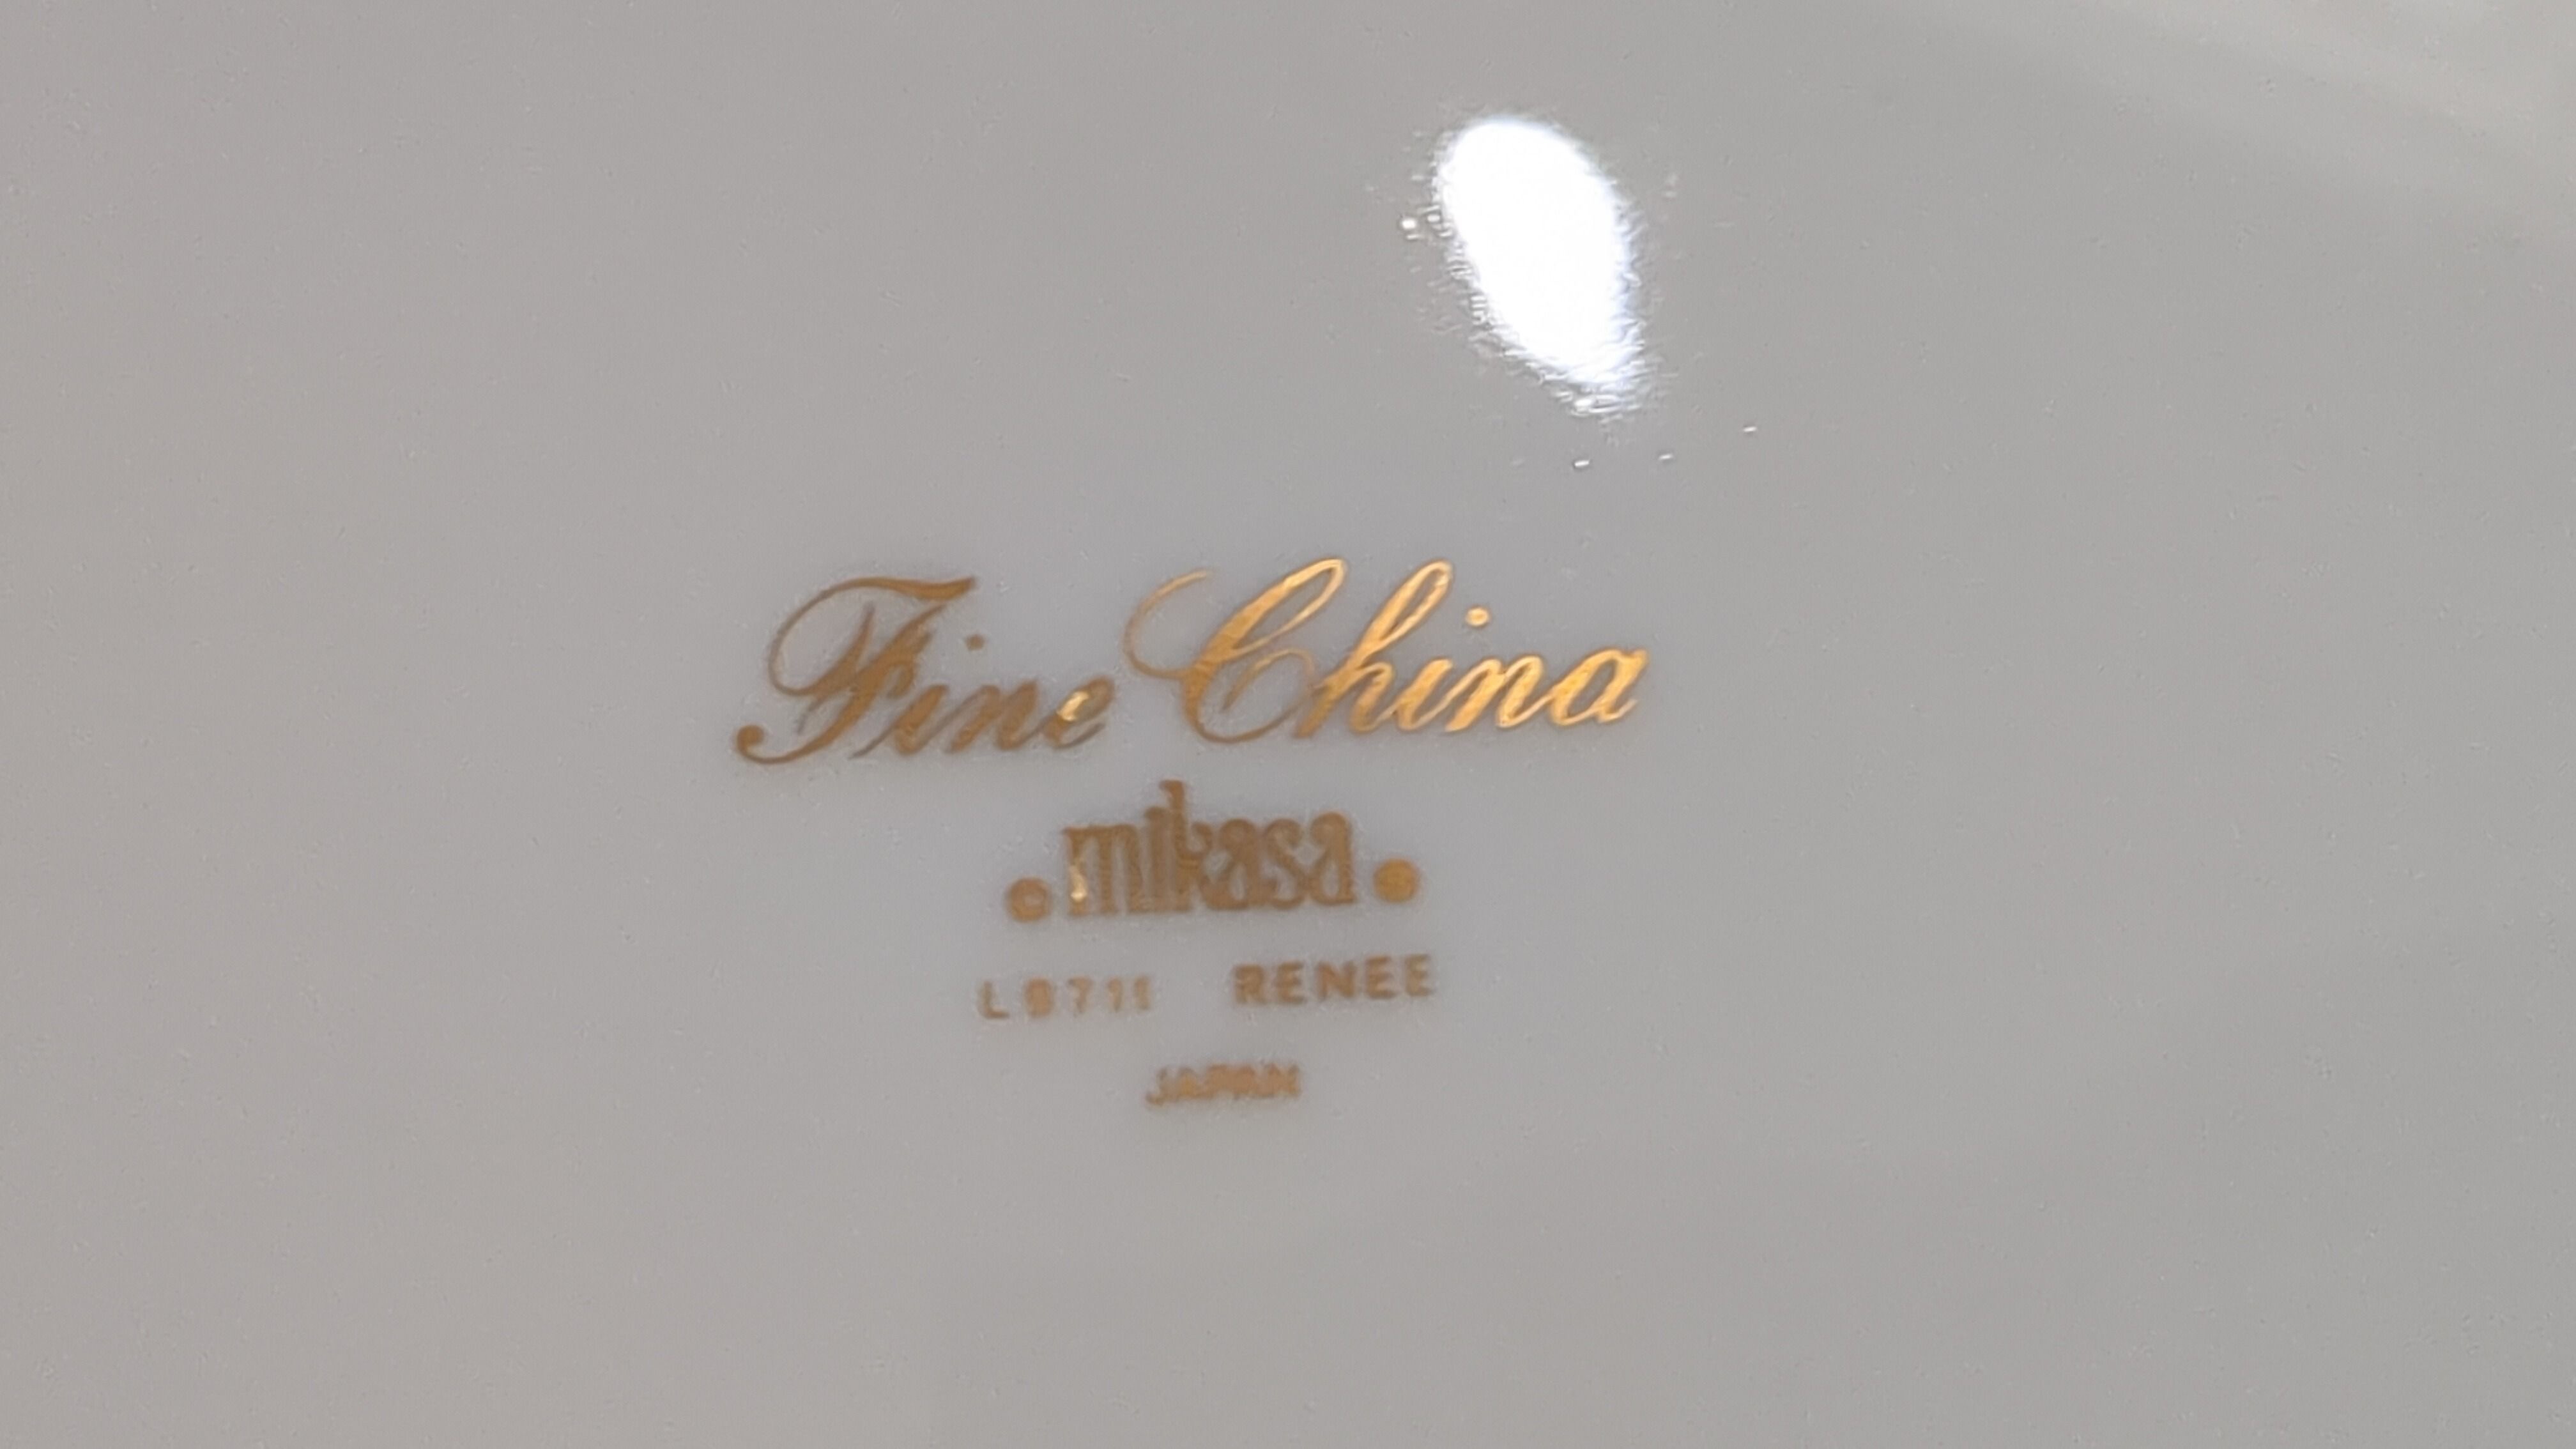 Fine China
mikasa
L9711 RENEE
JAPAN